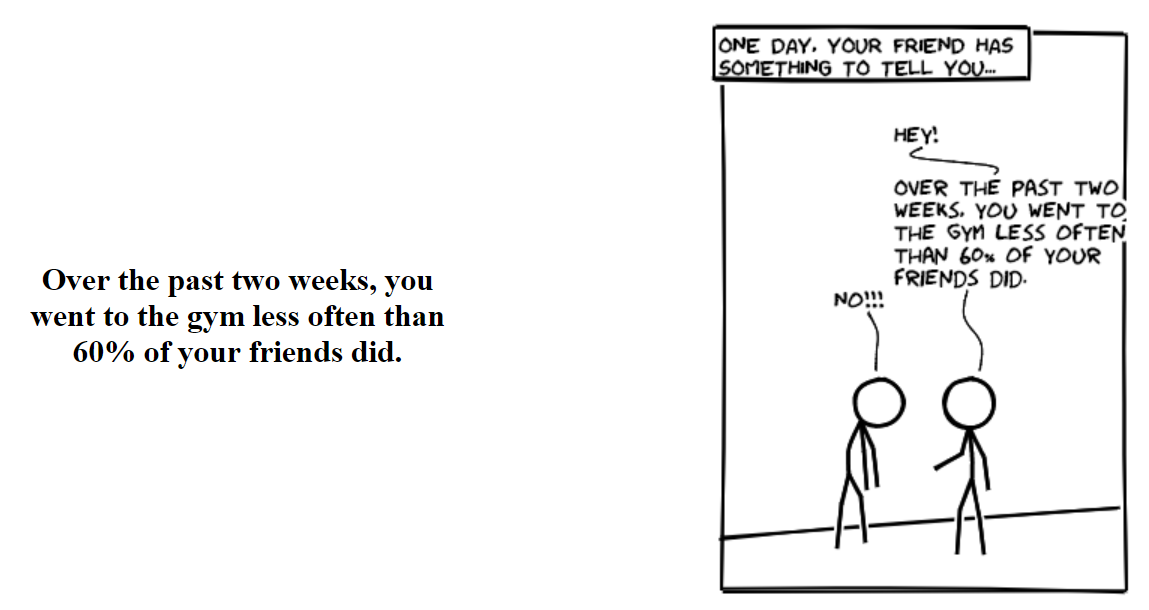 Over the past two weeks, you
went to the gym less often than
60% of your friends did.
ONE DAY, YOUR FRIEND HAS
SOMETHING TO TELL YOU...
HEY!
OVER THE PAST TWO
WEEKS, YOU WENT TO
THE GYM LESS OFTEN
THAN 60% OF YOUR
FRIENDS DID.
NO!!!